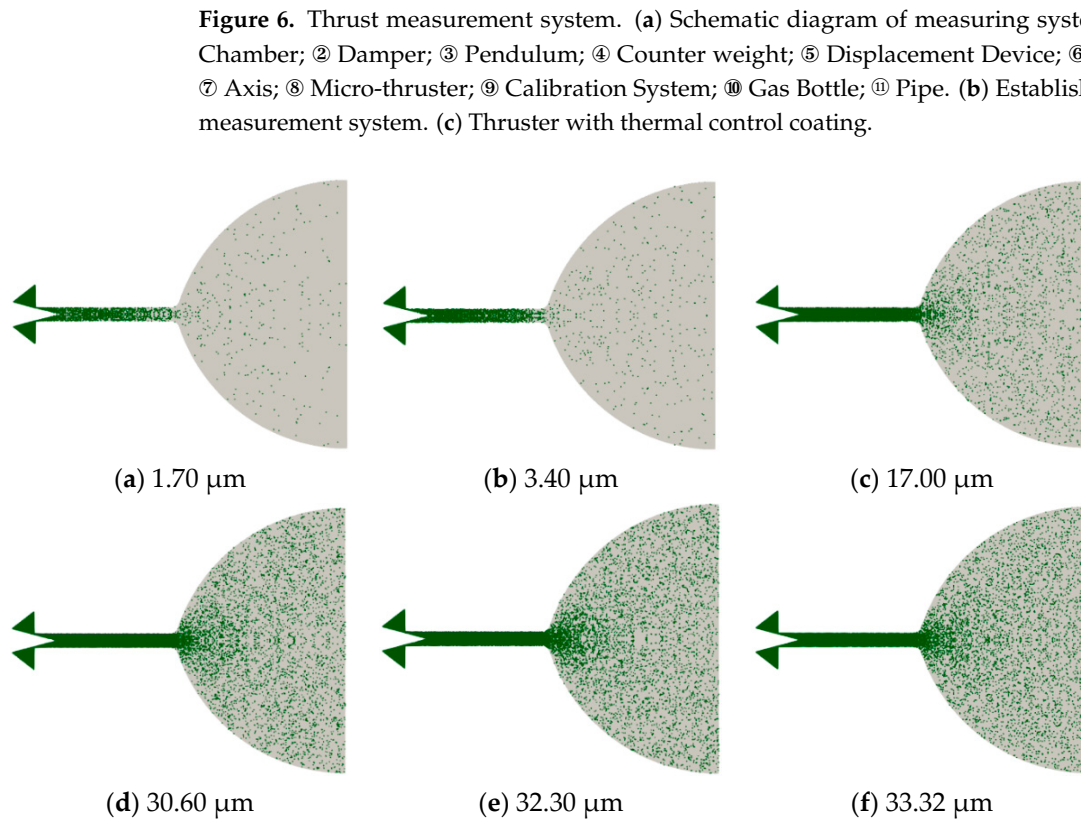 Figure 6. Thrust measurement system. (a) Schematic diagram of measuring syste
Chamber; ② Damper; ③ Pendulum; ④ Counter weight; ⑤ Displacement Device; ⑥
⑦ Axis; ⑧ Micro-thruster; ⑨ Calibration System; ⑩ Gas Bottle; ⑪ Pipe. (b) Establish
measurement system. (c) Thruster with thermal control coating.
(a) 1.70 μm
(b) 3.40 μm
(c) 17.00 μm
(d) 30.60 μm
(e) 32.30 μm
(f) 33.32 μm